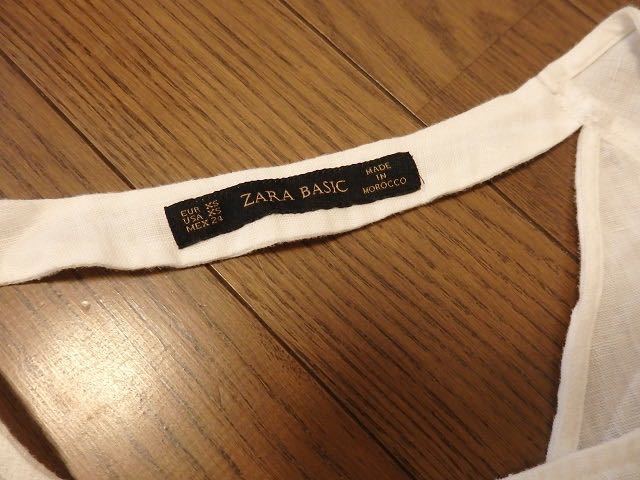 EUR XS
USA XS
MEX 24
ZARA BASIC
MADE
IN
MOROCCO